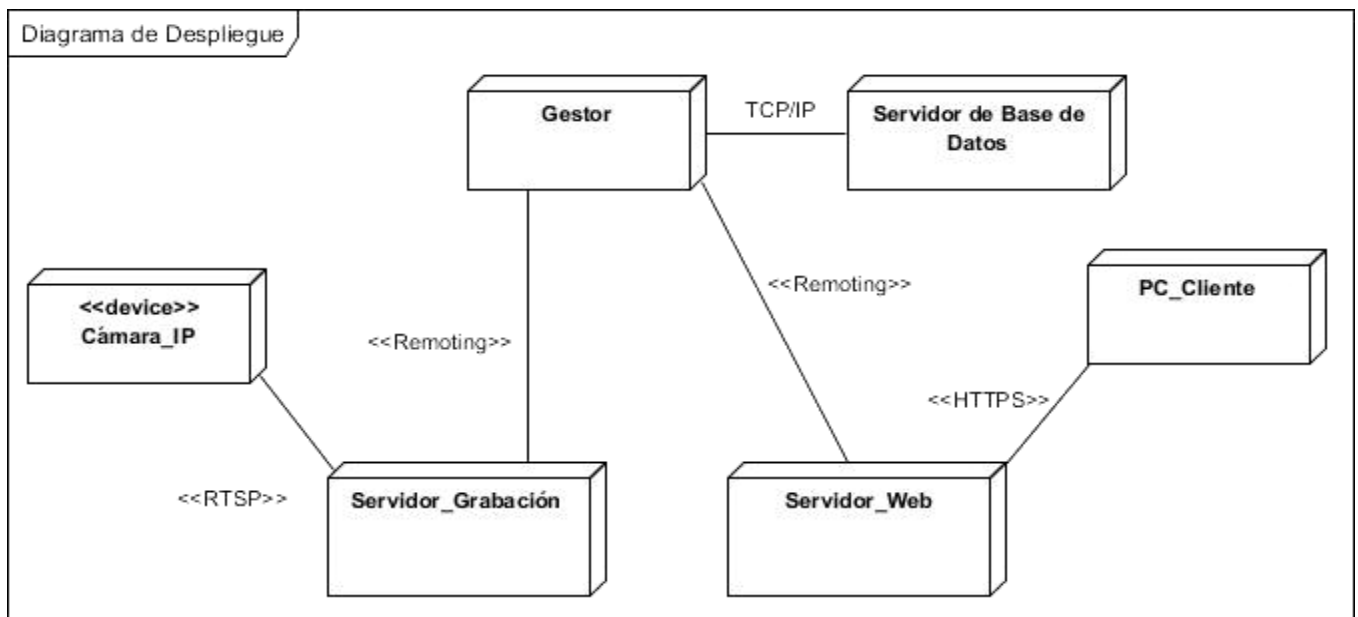 Diagrama de Despliegue
Gestor
TCP/IP
Servidor de Base de
Datos
<<device>>
Cámara_IP
<<Remoting>>
<<Remoting>>
PC_Cliente
<<HTTPS>>
<<RTSP>>
Servidor_Grabación
Servidor_Web